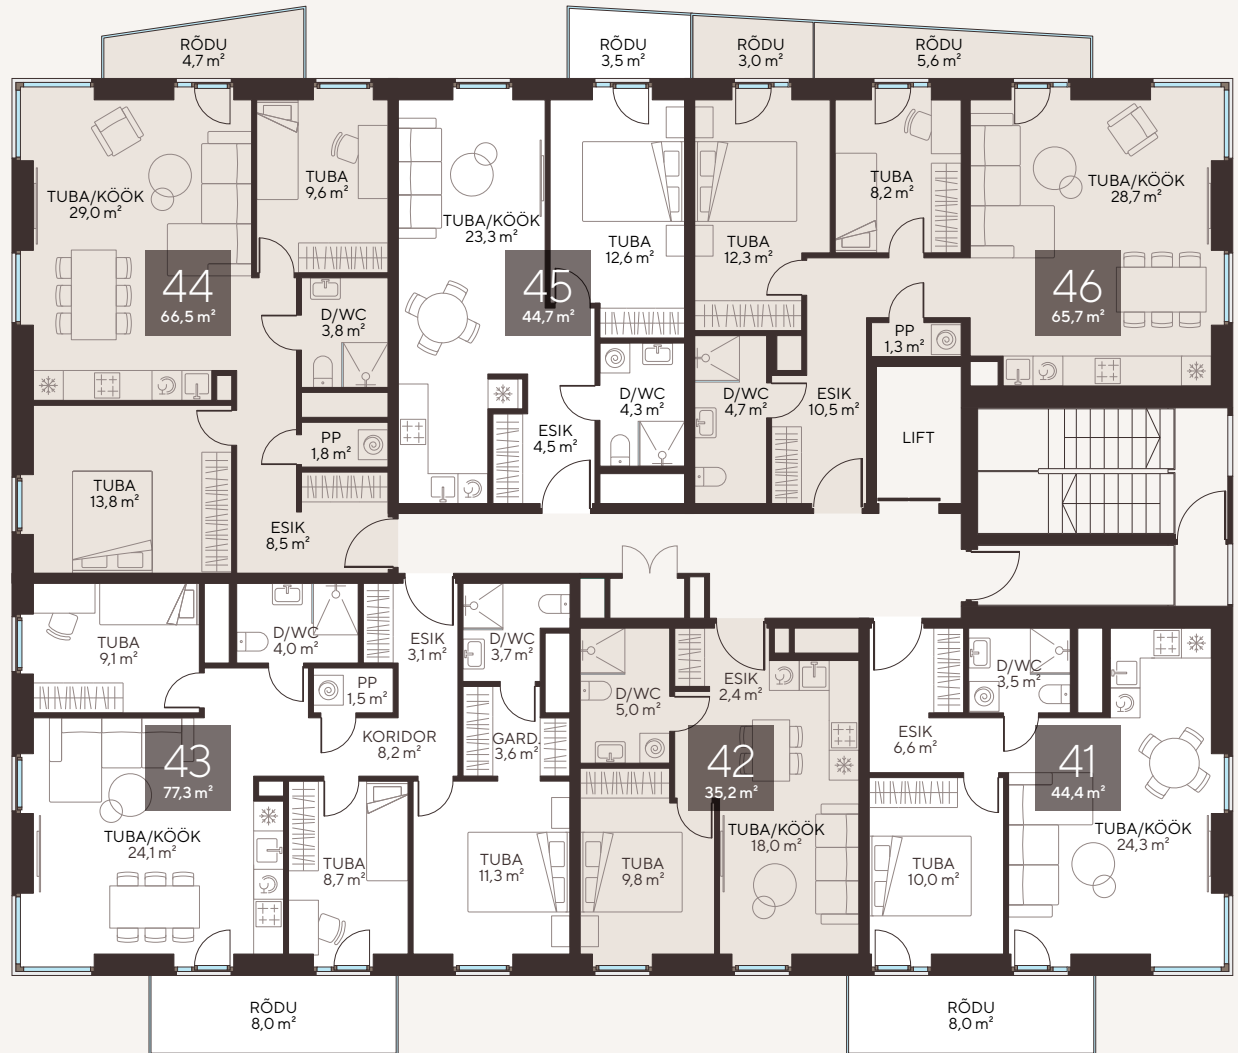 RÕDU
4,7 m²
RÕDU
3,5 m²
RÕDU
3,0 m²
RÕDU
5,6 m²
TUBA/KÖÖK
29,0 m²
TUBA
9,6 m²
44
66,5 m²
D/WC
3,8 m²
PP
1,8 m²
TUBA
13,8 m²
ESIK
8,5 m²
TUBA/KÖÖK
23,3 m²
TUBA
12,6 m²
45
44,7 m²
D/WC
4,3 m²
ESIK
4,5 m²
TUBA
12,3 m²
TUBA
8,2 m²
TUBA/KÖÖK
28,7 m²
46
65,7 m²
PP
1,3 m²
D/WC
4,7 m²
ESIK
10,5 m²
LIFT
TUBA
9,1 m²
D/WC
4,0 m²
ESIK
3,1 m²
D/WC
3,7 m²
PP
1,5 m²
KORIDOR
8,2 m²
GARD.
3,6 m²
43
77,3 m²
TUBA/KÖÖK
24,1 m²
TUBA
8,7 m²
TUBA
11,3 m²
D/WC
5,0 m²
ESIK
2,4 m²
42
35,2 m²
TUBA/KÖÖK
18,0 m²
TUBA
9,8 m²
D/WC
3,5 m²
ESIK
6,6 m²
41
44,4 m²
TUBA/KÖÖK
24,3 m²
TUBA
10,0 m²
RÕDU
8,0 m²
RÕDU
8,0 m²